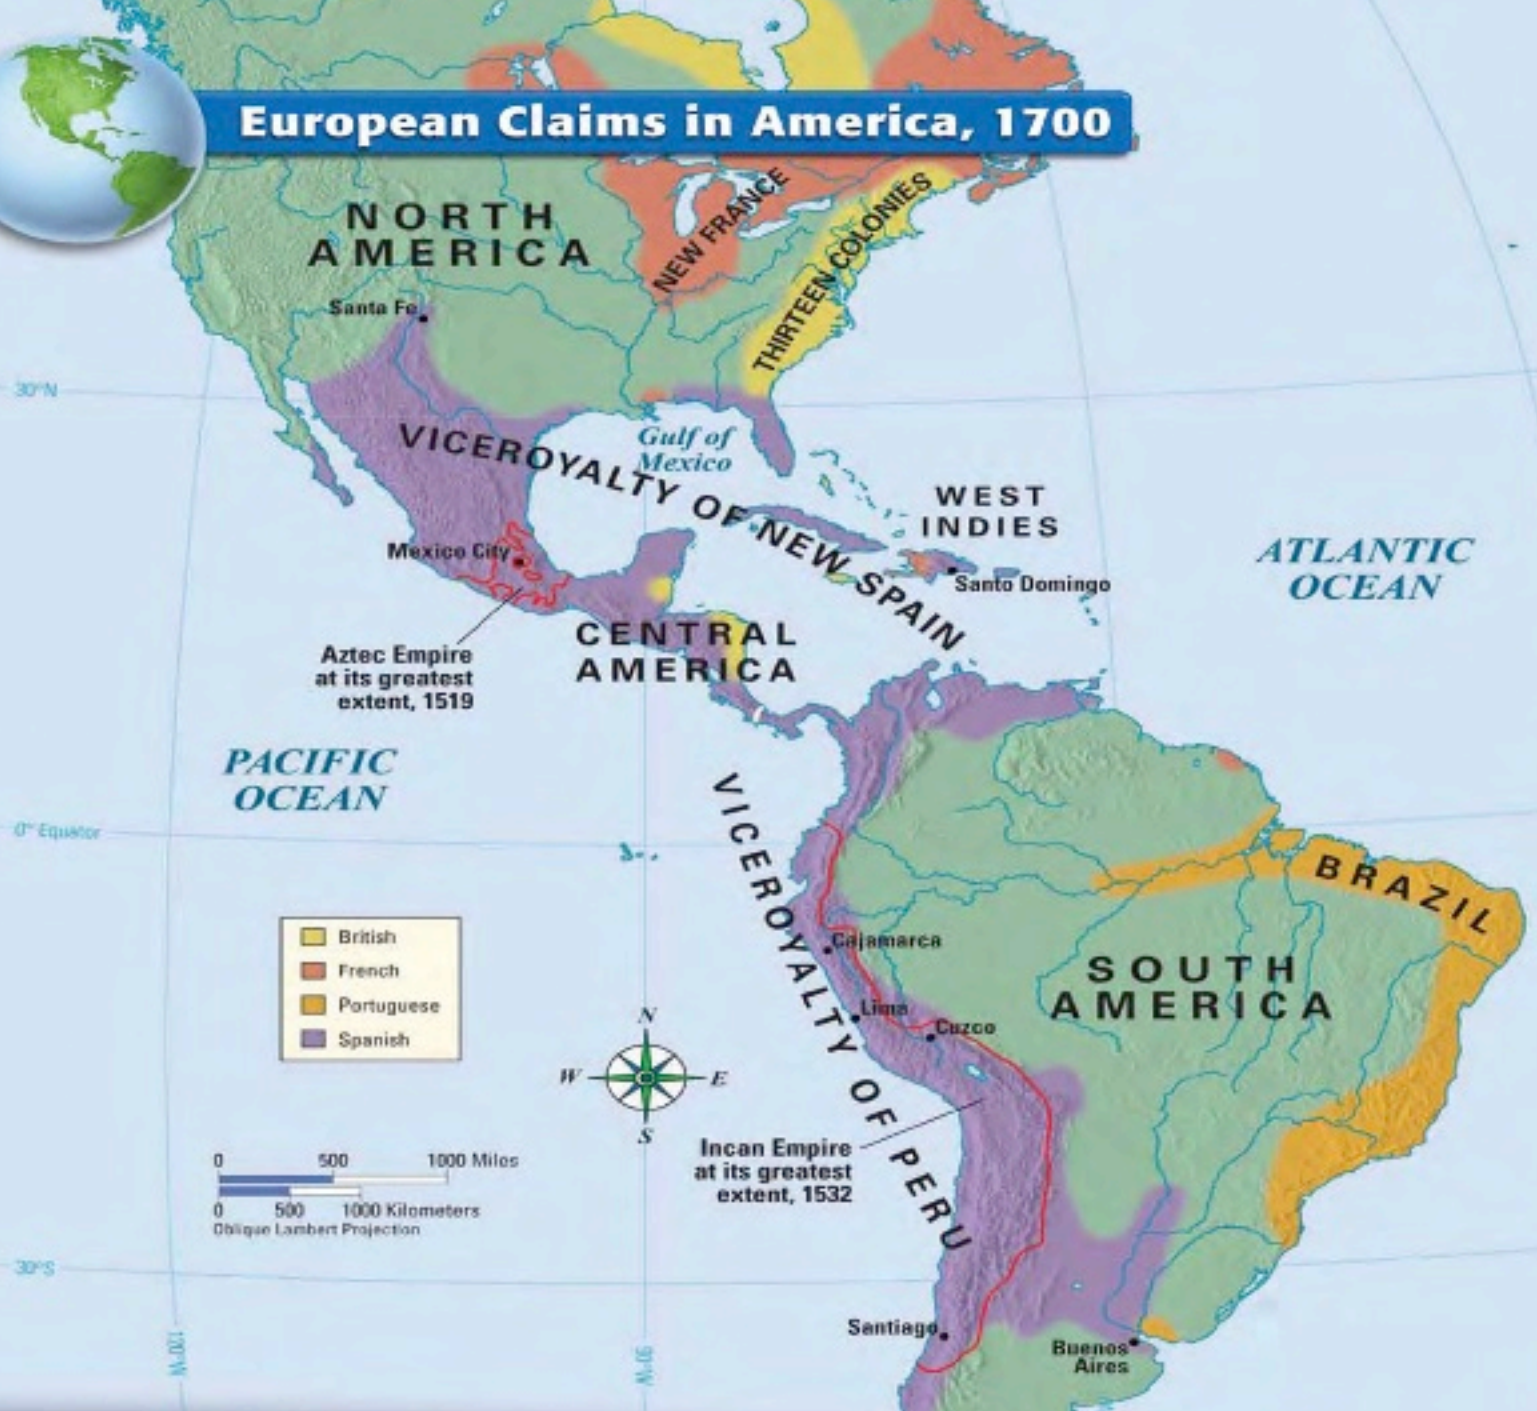 European Claims in America, 1700
NORTH
AMERICA
NEW FRANCE
THIRTEEN COLONIES
Santa Fe
30°N
VICEROYALTY OF NEW SPAIN
Gulf of
Mexico
WEST
INDIES
ATLANTIC
OCEAN
Mexico City
Santo Domingo
CENTRAL
AMERICA
Aztec Empire
at its greatest
extent, 1519
PACIFIC
OCEAN
0° Equator
VICEROYALTY OF PERU
BRAZIL
British
French
Portuguese
Spanish
Cajamarca
SOUTH
AMERICA
Lima
Cuzco
N
W
E
S
Incan Empire
at its greatest
extent, 1532
0 500 1000 Miles
0 500 1000 Kilometers
Oblique Lambert Projection
30°S
Santiago
Buenos
Aires
120°W
90°W